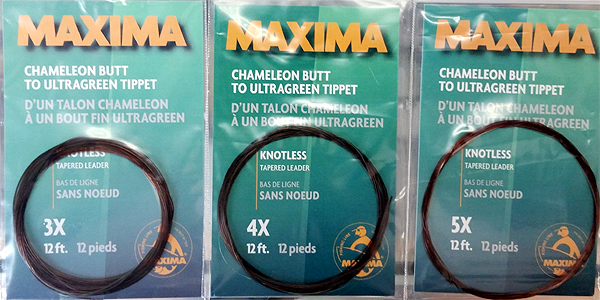 MAXIMA
CHAMELEON BUTT
TO ULTRAGREEN TIPPET
D'UN TALON CHAMELEON
À UN BOUT FIN ULTRAGREEN
KNOTLESS
TAPERED LEADER
BAS DE LIGNE
SANS NOEUD
3X
12 ft. 12 pieds
MAXIMA
MAXIMA
CHAMELEON BUTT
TO ULTRAGREEN TIPPET
D'UN TALON CHAMELEON
À UN BOUT FIN ULTRAGREEN
KNOTLESS
TAPERED LEADER
BAS DE LIGNE
SANS NOEUD
4X
12 ft. 12 pieds
MAXIMA
MAXIMA
CHAMELEON BUTT
TO ULTRAGREEN TIPPET
D'UN TALON CHAMELEON
À UN BOUT FIN ULTRAGREEN
KNOTLESS
TAPERED LEADER
BAS DE LIGNE
SANS NOEUD
5X
12 ft. 12 pieds
MAXIMA